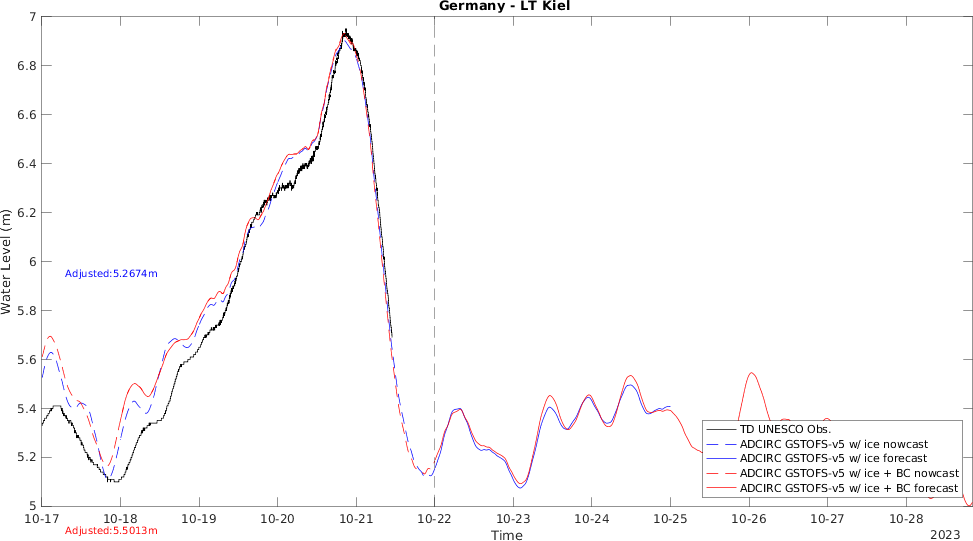 Germany - LT Kiel
7
6.8
6.6
6.4
6.2
6
5.8
5.6
5.4
5.2
5
Water Level (m)
Adjusted:5.2674m
TD UNESCO Obs.
ADCIRC GSTOFS-v5 w/ ice nowcast
ADCIRC GSTOFS-v5 w/ ice forecast
ADCIRC GSTOFS-v5 w/ ice + BC nowcast
ADCIRC GSTOFS-v5 w/ ice + BC forecast
10-17 10-18 10-19 10-20 10-21 10-22 10-23 10-24 10-25 10-26 10-27 10-28
Adjusted:5.5013m
Time
2023